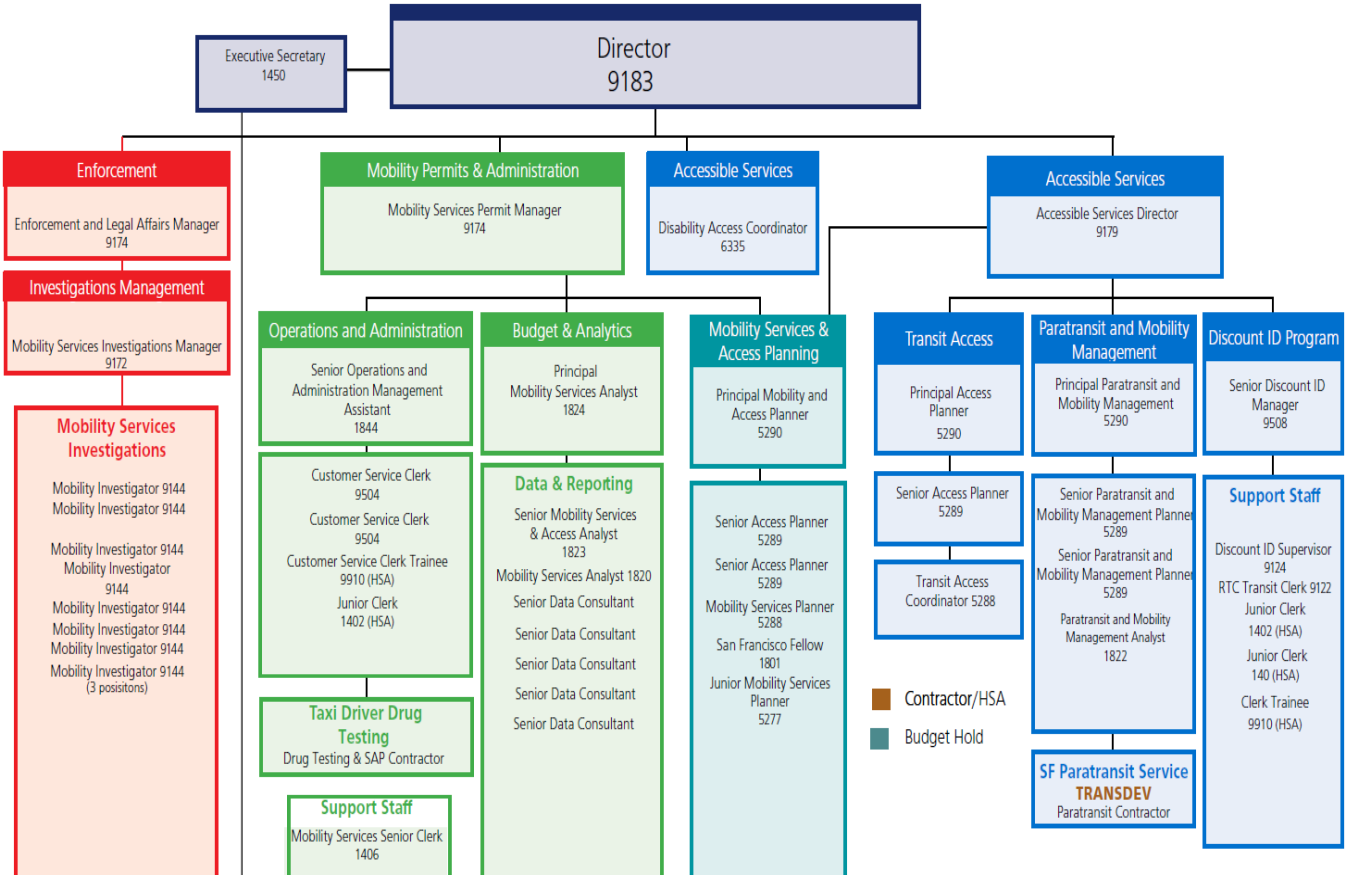 Executive Secretary
1450
Director
9183
Enforcement
Enforcement and Legal Affairs Manager
9174
Investigations Management
Mobility Services Investigations Manager
9172
Mobility Services
Investigations
Mobility Investigator 9144
Mobility Investigator 9144
Mobility Investigator 9144
Mobility Investigator
9144
Mobility Investigator 9144
Mobility Investigator 9144
Mobility Investigator 9144
Mobility Investigator 9144
(3 posisitons)
Mobility Permits & Administration
Mobility Services Permit Manager
9174
Operations and Administration
Senior Operations and
Administration Management
Assistant
1844
Customer Service Clerk
9504
Customer Service Clerk
9504
Customer Service Clerk Trainee
9910 (HSA)
Junior Clerk
1402 (HSA)
Taxi Driver Drug
Testing
Drug Testing & SAP Contractor
Support Staff
Mobility Services Senior Clerk
1406
Budget & Analytics
Principal
Mobility Services Analyst
1824
Data & Reporting
Senior Mobility Services
& Access Analyst
1823
Mobility Services Analyst 1820
Senior Data Consultant
Senior Data Consultant
Senior Data Consultant
Senior Data Consultant
Senior Data Consultant
Accessible Services
Disability Access Coordinator
6335
Accessible Services
Accessible Services Director
9179
Mobility Services &
Access Planning
Principal Mobility and
Access Planner
5290
Senior Access Planner
5289
Senior Access Planner
5289
Mobility Services Planner
5288
San Francisco Fellow
1801
Junior Mobility Services
Planner
5277
Transit Access
Principal Access
Planner
5290
Senior Access Planner
5289
Transit Access
Coordinator 5288
Contractor/HSA
Budget Hold
Paratransit and Mobility
Management
Principal Paratransit and
Mobility Management
5290
Senior Paratransit and
Mobility Management Planner
5289
Senior Paratransit and
Mobility Management Planner
5289
Paratransit and Mobility
Management Analyst
1822
SF Paratransit Service
TRANSDEV
Paratransit Contractor
Discount ID Program
Senior Discount ID
Manager
9508
Support Staff
Discount ID Supervisor
9124
RTC Transit Clerk 9122
Junior Clerk
1402 (HSA)
Junior Clerk
140 (HSA)
Clerk Trainee
9910 (HSA)